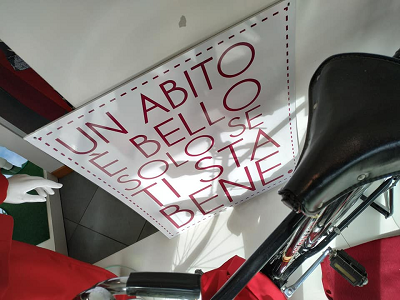 UN ABITO
È BELLO
SOLO SE
TI STA
BENE